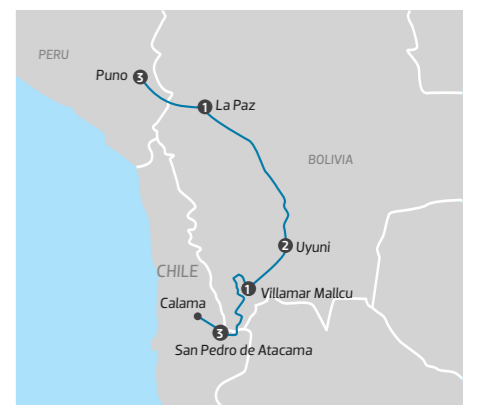 PERU
Puno 3
1 La Paz
BOLIVIA
2 Uyuni
CHILE
1 Villamar Mallcu
Calama
3
San Pedro de Atacama